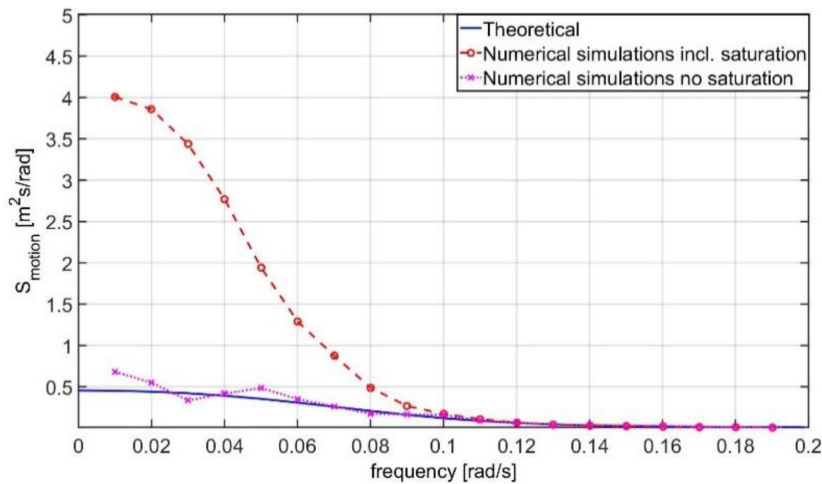 Theoretical
Numerical simulations incl. saturation
Numerical simulations no saturation
5
4.5
4
3.5
3
2.5
2
1.5
1
0.5
S_motion [m²s/rad]
0 0.02 0.04 0.06 0.08 0.1 0.12 0.14 0.16 0.18 0.2
frequency [rad/s]